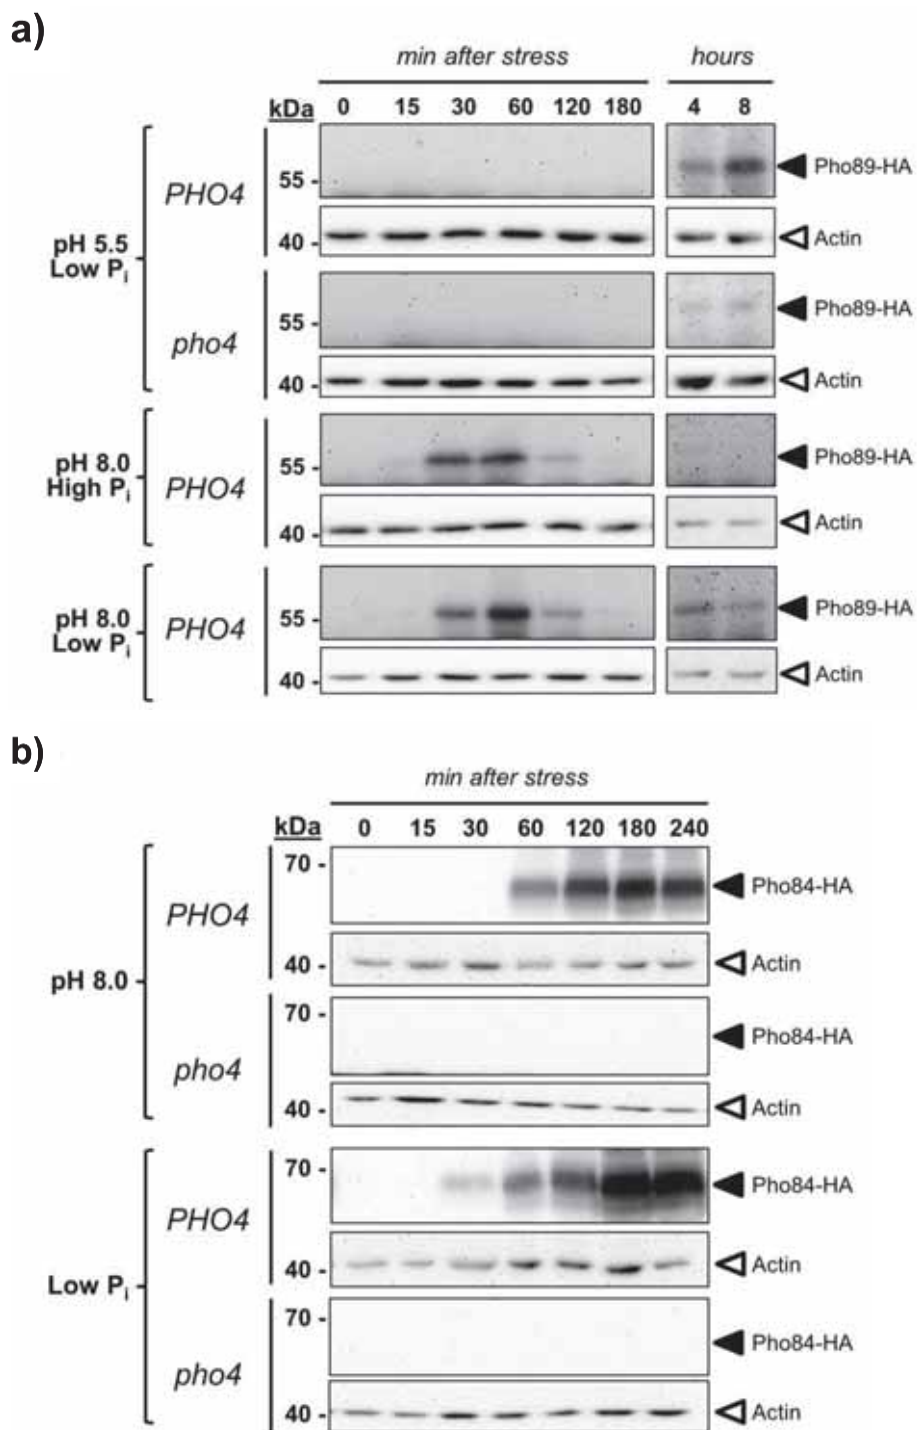 a)
min after stress hours
kDa 0 15 30 60 120 180 4 8
55 - Pho89-HA
PHO4
40 - Actin
pH 5.5
Low Pi
55 - Pho89-HA
pho4
40 - Actin
55 - Pho89-HA
pH 8.0
High Pi
PHO4
40 - Actin
55 - Pho89-HA
pH 8.0
Low Pi
PHO4
40 - Actin
b)
min after stress
kDa 0 15 30 60 120 180 240
70 - Pho84-HA
PHO4
40 - Actin
pH 8.0
70 - Pho84-HA
pho4
40 - Actin
70 - Pho84-HA
PHO4
40 - Actin
Low Pi
70 - Pho84-HA
pho4
40 - Actin